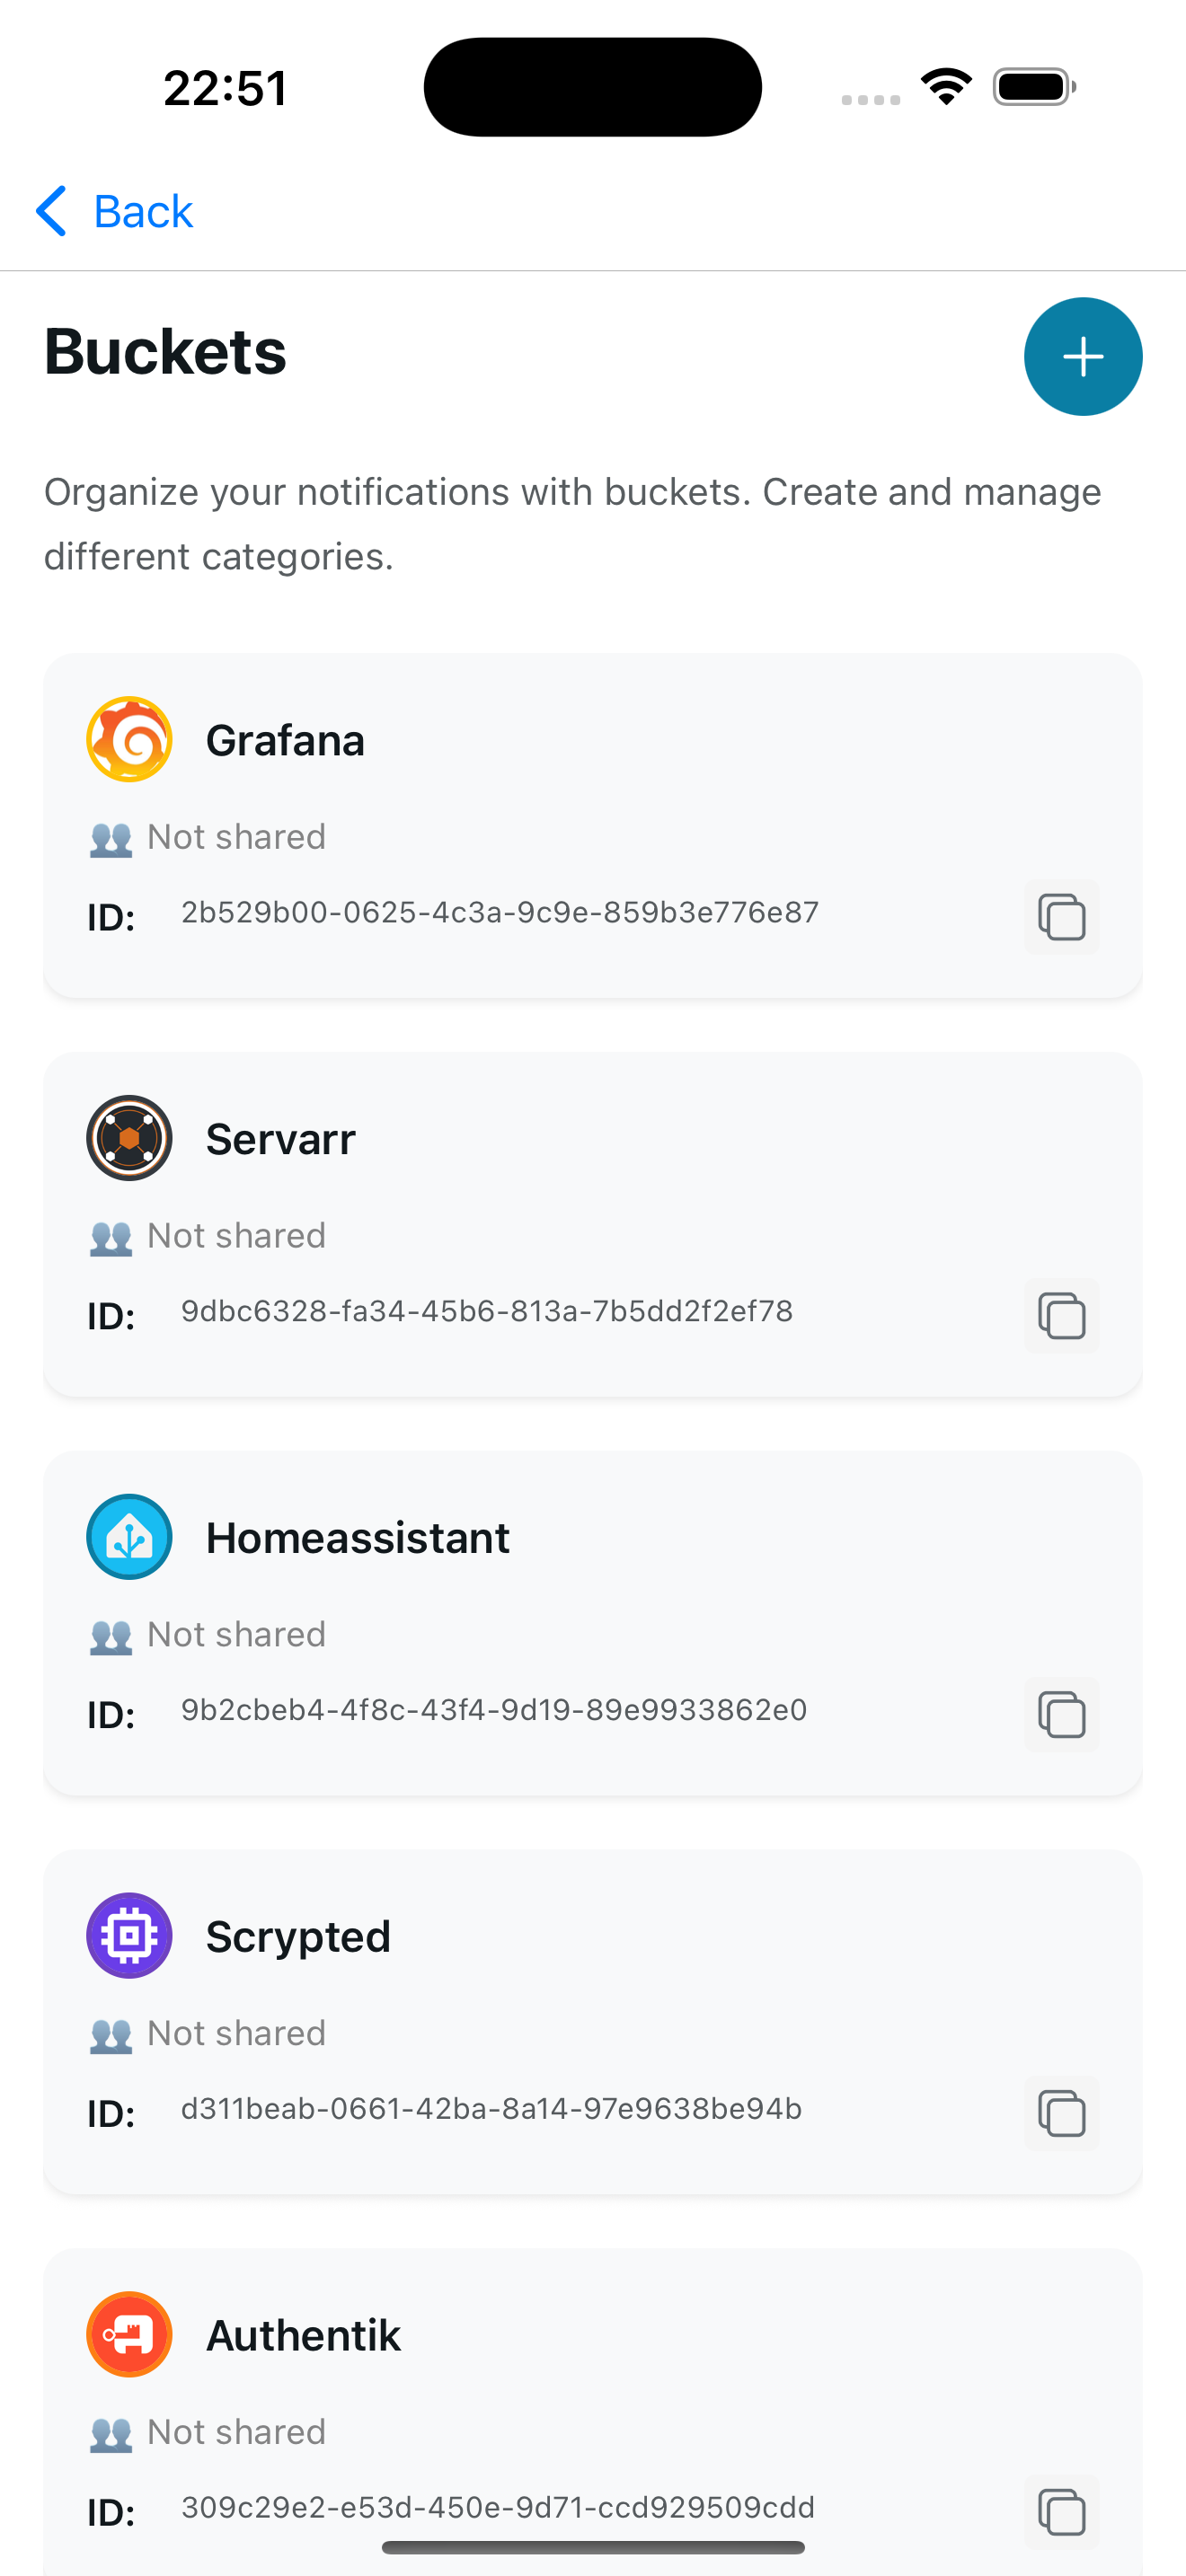 22:51
Back
Buckets
Organize your notifications with buckets. Create and manage
different categories.
Grafana
Not shared
ID: 2b529b00-0625-4c3a-9c9e-859b3e776e87
Servarr
Not shared
ID: 9dbc6328-fa34-45b6-813a-7b5dd2f2ef78
Homeassistant
Not shared
ID: 9b2cbeb4-4f8c-43f4-9d19-89e9933862e0
Scrypted
Not shared
ID: d311beab-0661-42ba-8a14-97e9638be94b
Authentik
Not shared
ID: 309c29e2-e53d-450e-9d71-ccd929509cdd